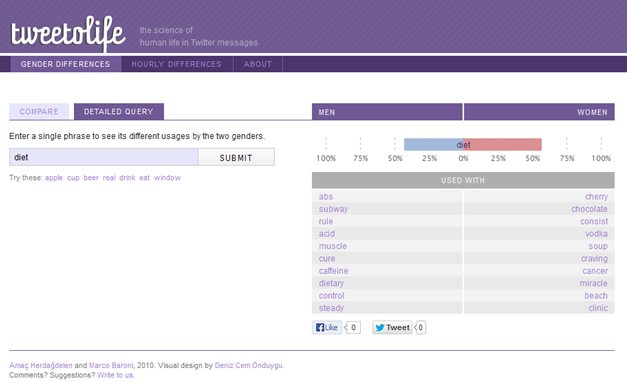 tweetolife
the science of
human life in Twitter messages
GENDER DIFFERENCES HOURLY DIFFERENCES ABOUT
COMPARE DETAILED QUERY
Enter a single phrase to see its different usages by the two genders.
diet SUBMIT
Try these: apple cup beer real drink eat window
MEN WOMEN
diet
100% 75% 50% 25% 0% 25% 50% 75% 100%
USED WITH
abs cherry
subway chocolate
rule consist
acid vodka
muscle soup
cure craving
caffeine cancer
dietary miracle
control beach
steady clinic
Like 0 Tweet 0
Amaç Herdağdelen and Marco Baroni, 2010. Visual design by Deniz Cem Önduygu.
Comments? Suggestions? Write to us.